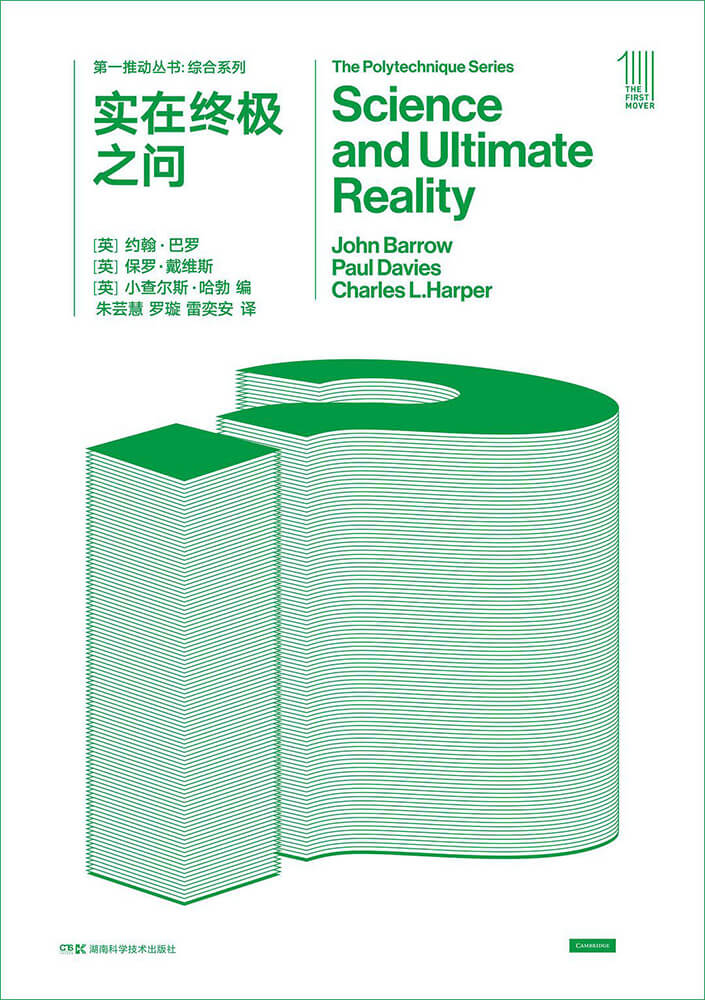 第一推动丛书: 综合系列
实在终极
之问
[英] 约翰·巴罗
[英] 保罗·戴维斯
[英] 小查尔斯·哈勃 编
朱芸慧 罗璇 雷奕安 译
The Polytechnique Series
Science
and Ultimate
Reality
John Barrow
Paul Davies
Charles L.Harper
THE
FIRST
MOVER
湖南科学技术出版社
CAMBRIDGE